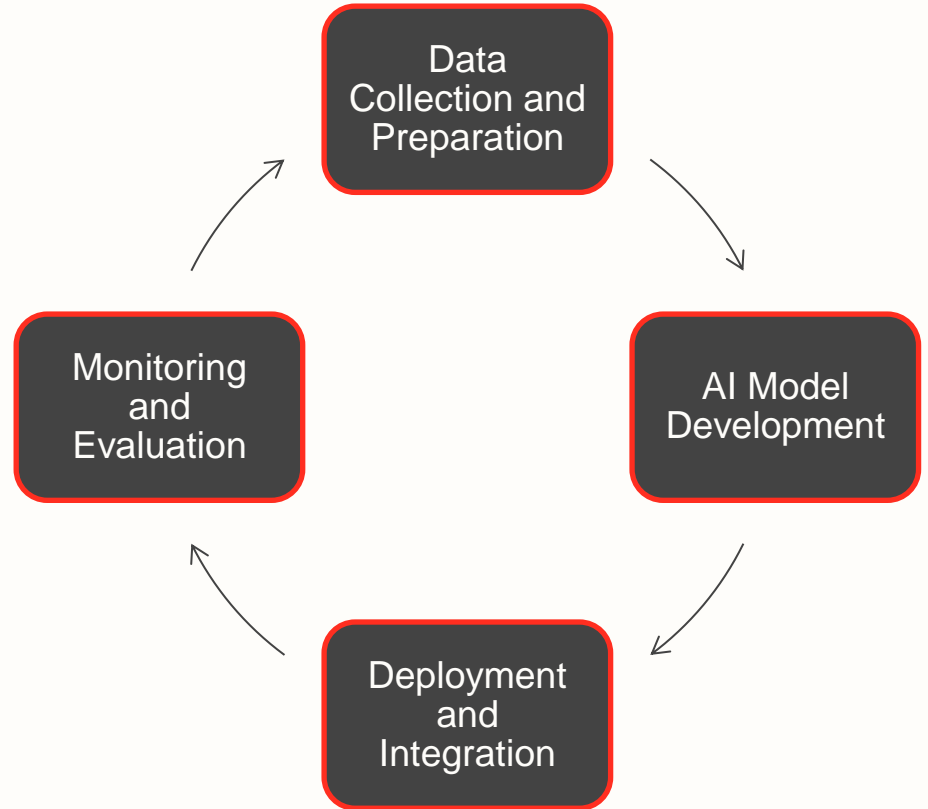 Data
Collection and
Preparation
AI Model
Development
Deployment
and
Integration
Monitoring
and
Evaluation